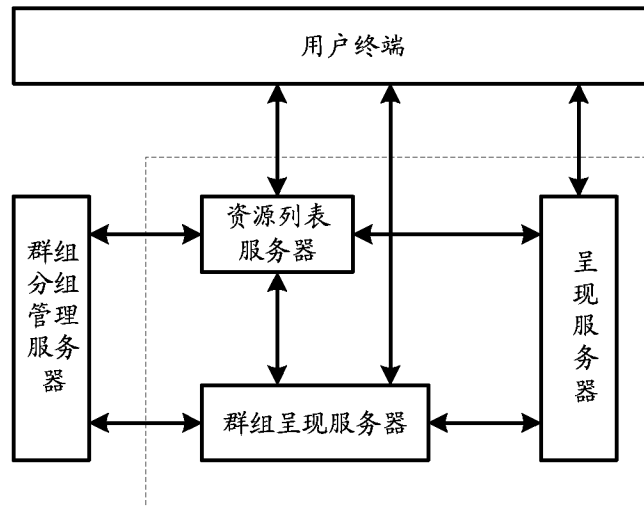 用户终端
资源列表
服务器
群组
分组
管理
服务
器
呈
现
服
务
器
群组呈现服务器